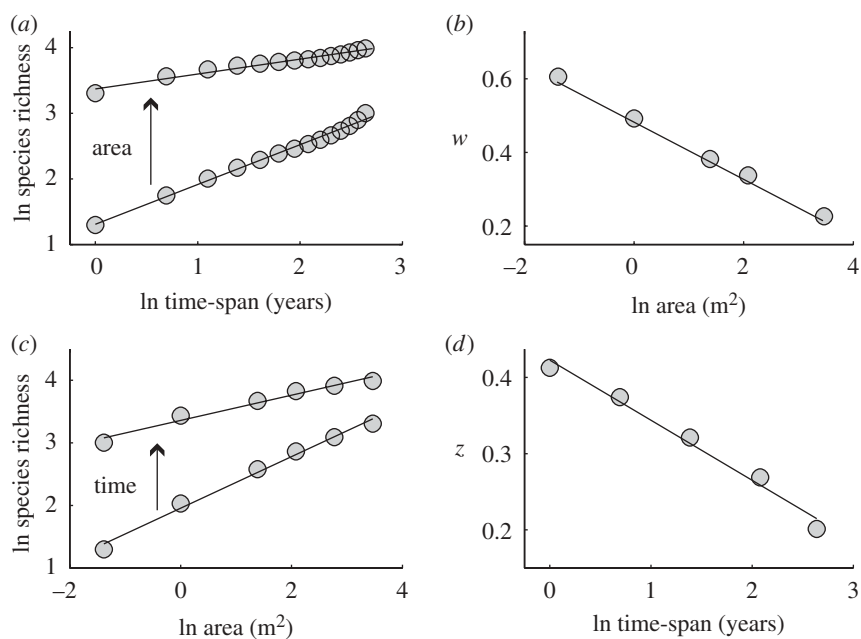 (a)
4
3
2
1
ln species richness
area
0 1 2 3
ln time-span (years)
(b)
0.6
0.4
0.2
w
−2 0 2 4
ln area (m²)
(c)
4
3
2
1
ln species richness
time
−2 0 2 4
ln area (m²)
(d)
0.4
0.3
0.2
z
0 1 2 3
ln time-span (years)